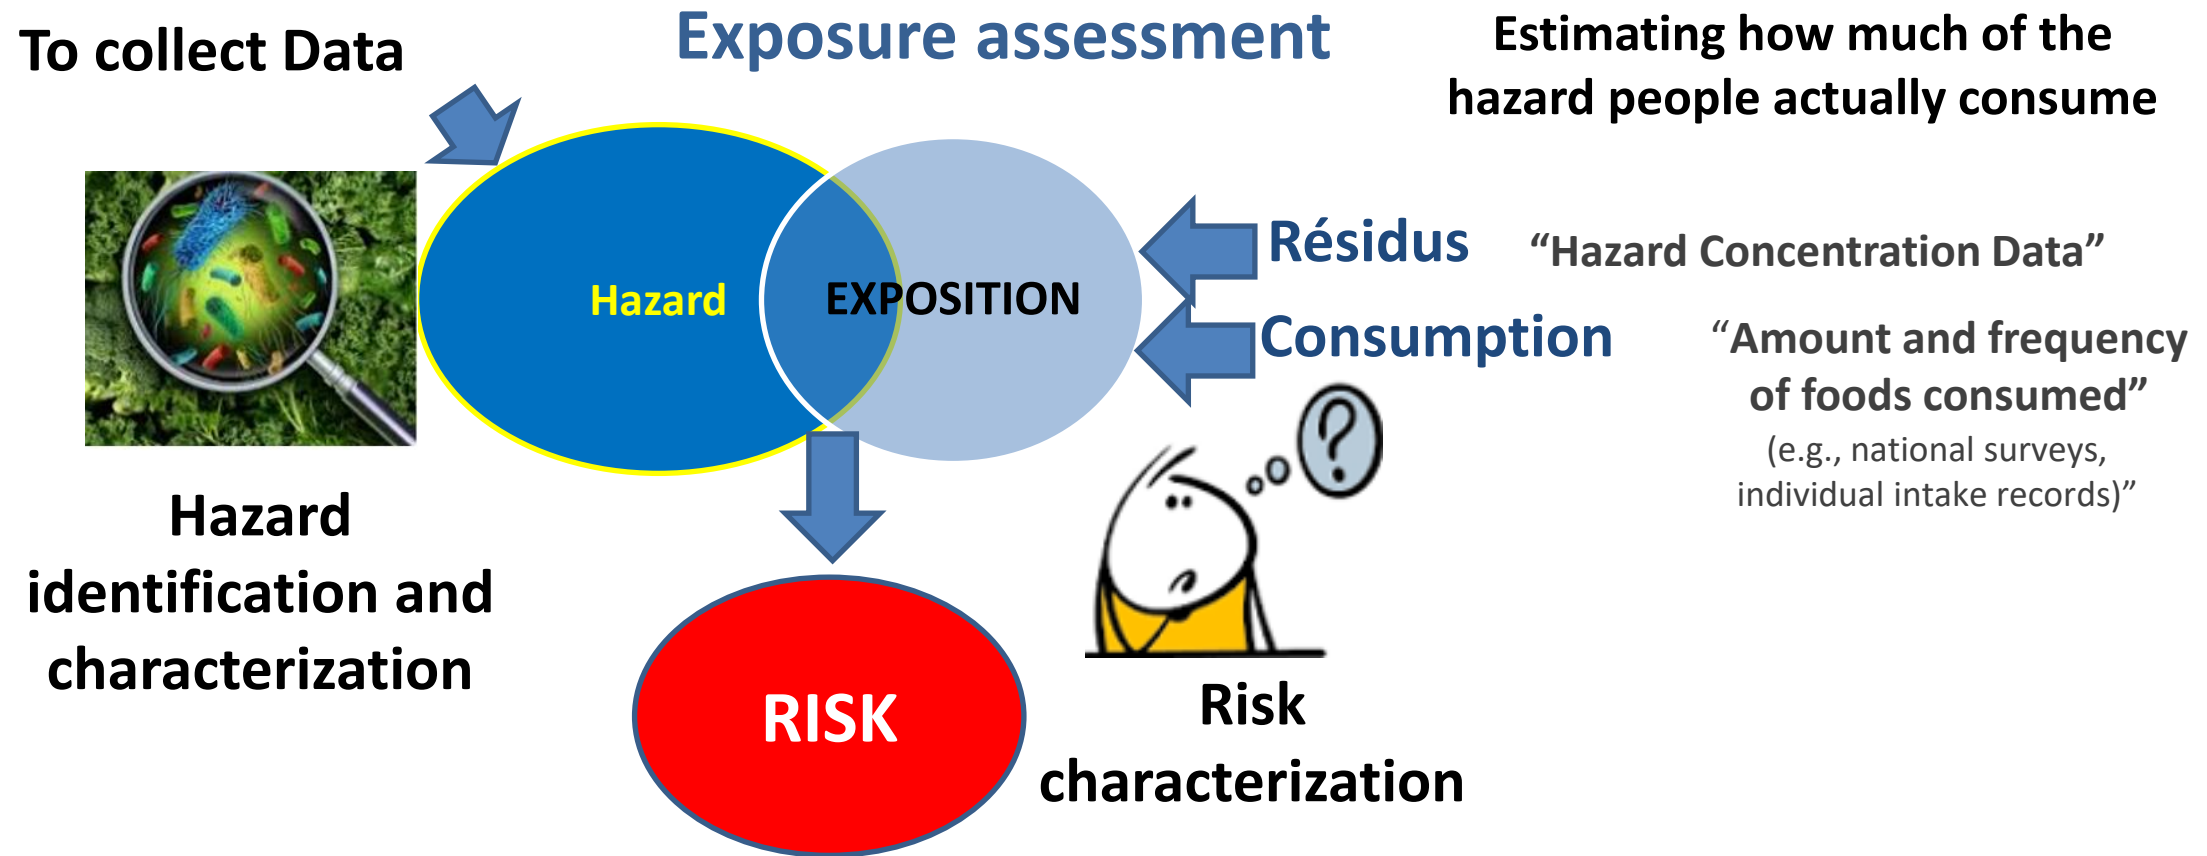 To collect Data
Exposure assessment
Estimating how much of the
hazard people actually consume
Hazard
EXPOSITION
Résidus
“Hazard Concentration Data”
Consumption
“Amount and frequency
of foods consumed”
(e.g., national surveys,
individual intake records)”
?
Hazard
identification and
characterization
RISK
Risk
characterization